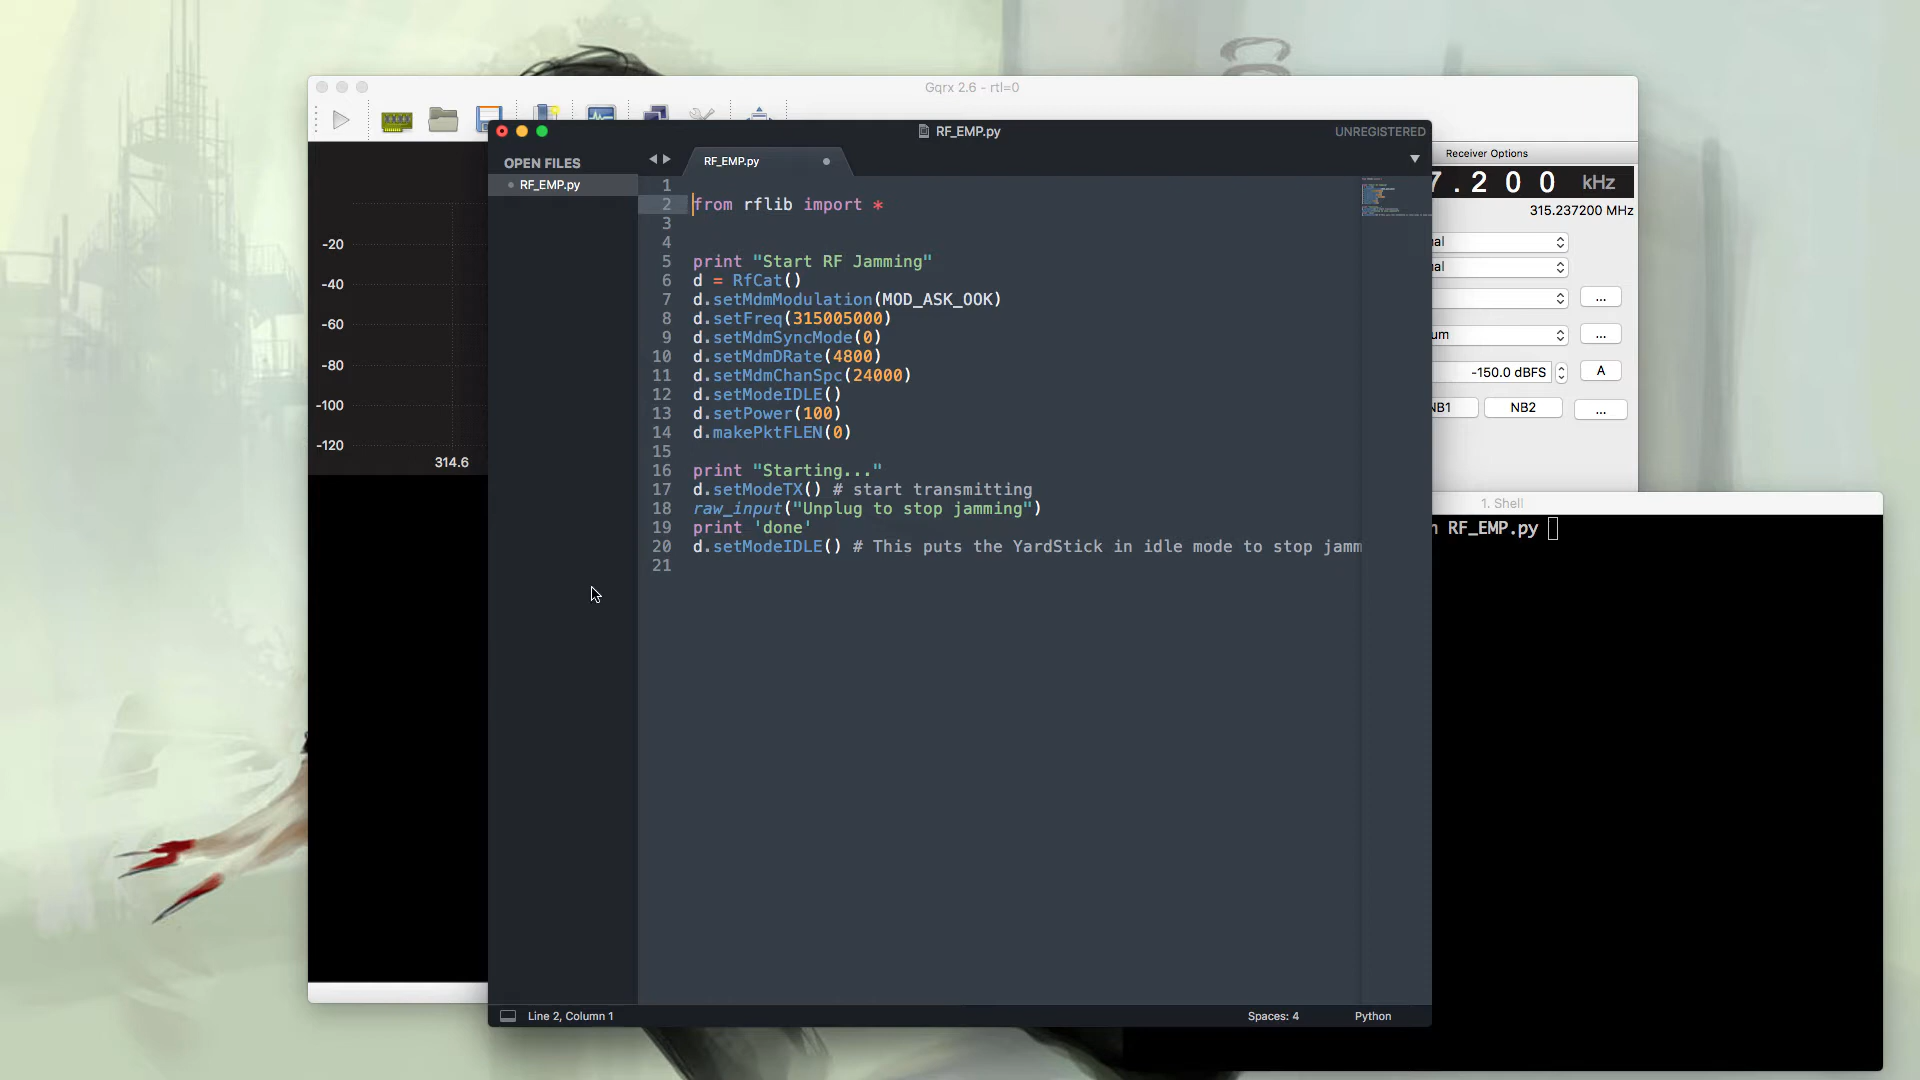 Gqrx 2.6 - rtl=0
RF_EMP.py
UNREGISTERED
OPEN FILES
RF_EMP.py
RF_EMP.py
1
2 from rflib import *
3
4
5 print "Start RF Jamming"
6 d = RfCat()
7 d.setMdmModulation(MOD_ASK_OOK)
8 d.setFreq(315005000)
9 d.setMdmSyncMode(0)
10 d.setMdmDRate(4800)
11 d.setMdmChanSpc(24000)
12 d.setModeIDLE()
13 d.setPower(100)
14 d.makePktFLEN(0)
15
16 print "Starting..."
17 d.setModeTX() # start transmitting
18 raw_input("Unplug to stop jamming")
19 print 'done'
20 d.setModeIDLE() # This puts the YardStick in idle mode to stop jamm
21
Line 2, Column 1
Spaces: 4
Python
-20
-40
-60
-80
-100
-120
314.6
Receiver Options
7.200 kHz
315.237200 MHz
al
al
...
um
...
-150.0 dBFS
A
NB1
NB2
...
1. Shell
n RF_EMP.py